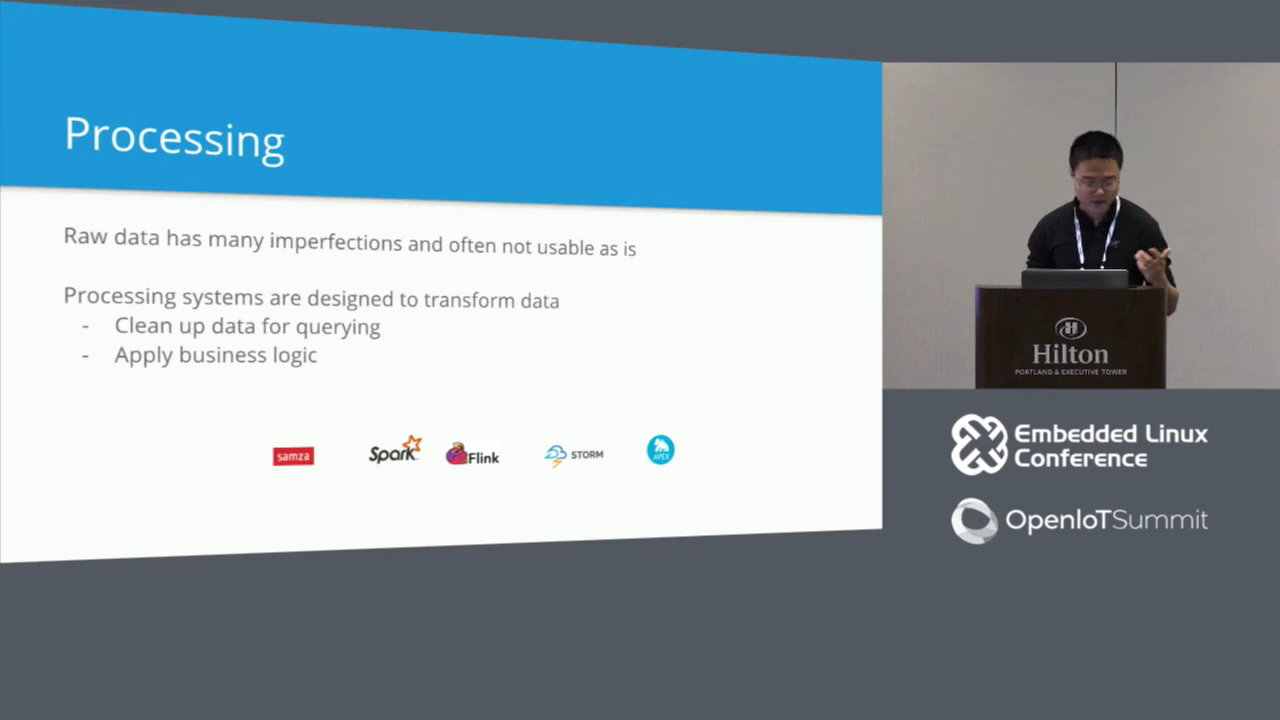 Processing
Raw data has many imperfections and often not usable as is
Processing systems are designed to transform data
- Clean up data for querying
- Apply business logic
samza
Spark
Flink
STORM
APEX
Hilton
PORTLAND & EXECUTIVE TOWER
Embedded Linux
Conference
OpenIoTSummit